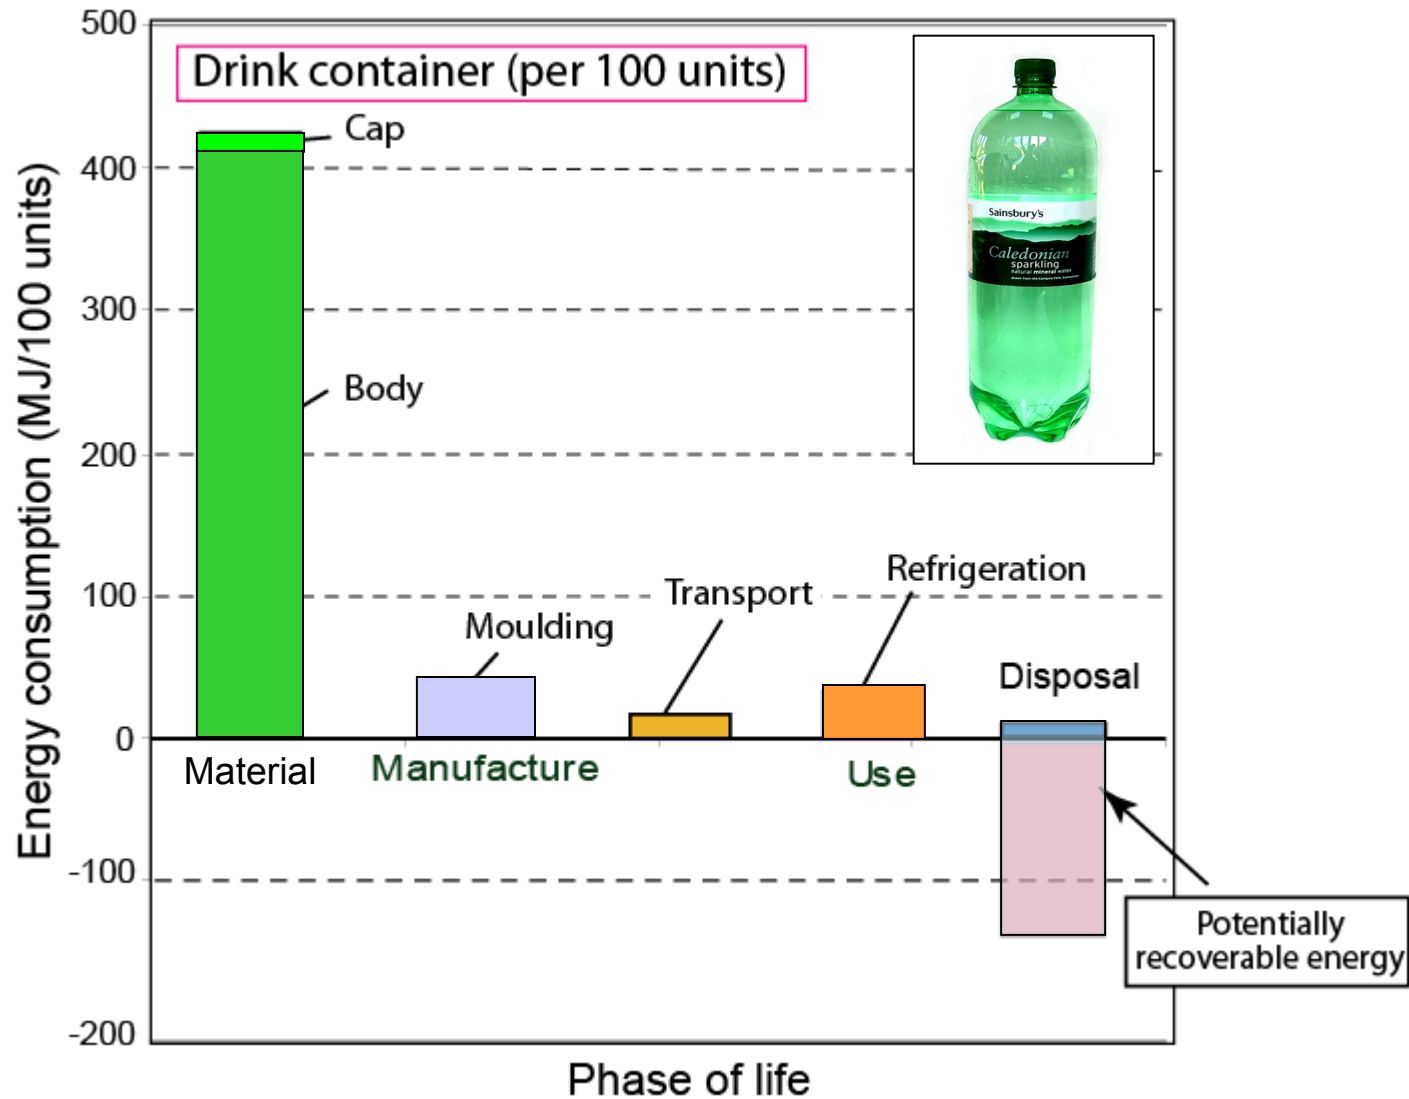 500
Drink container (per 100 units)
Cap
400
Sainsbury's
Caledonian
sparkling
natural mineral water
300
Body
200
Refrigeration
100
Transport
Moulding
Disposal
0
Material
Manufacture
Use
-100
Potentially
recoverable energy
-200
Energy consumption (MJ/100 units)
Phase of life